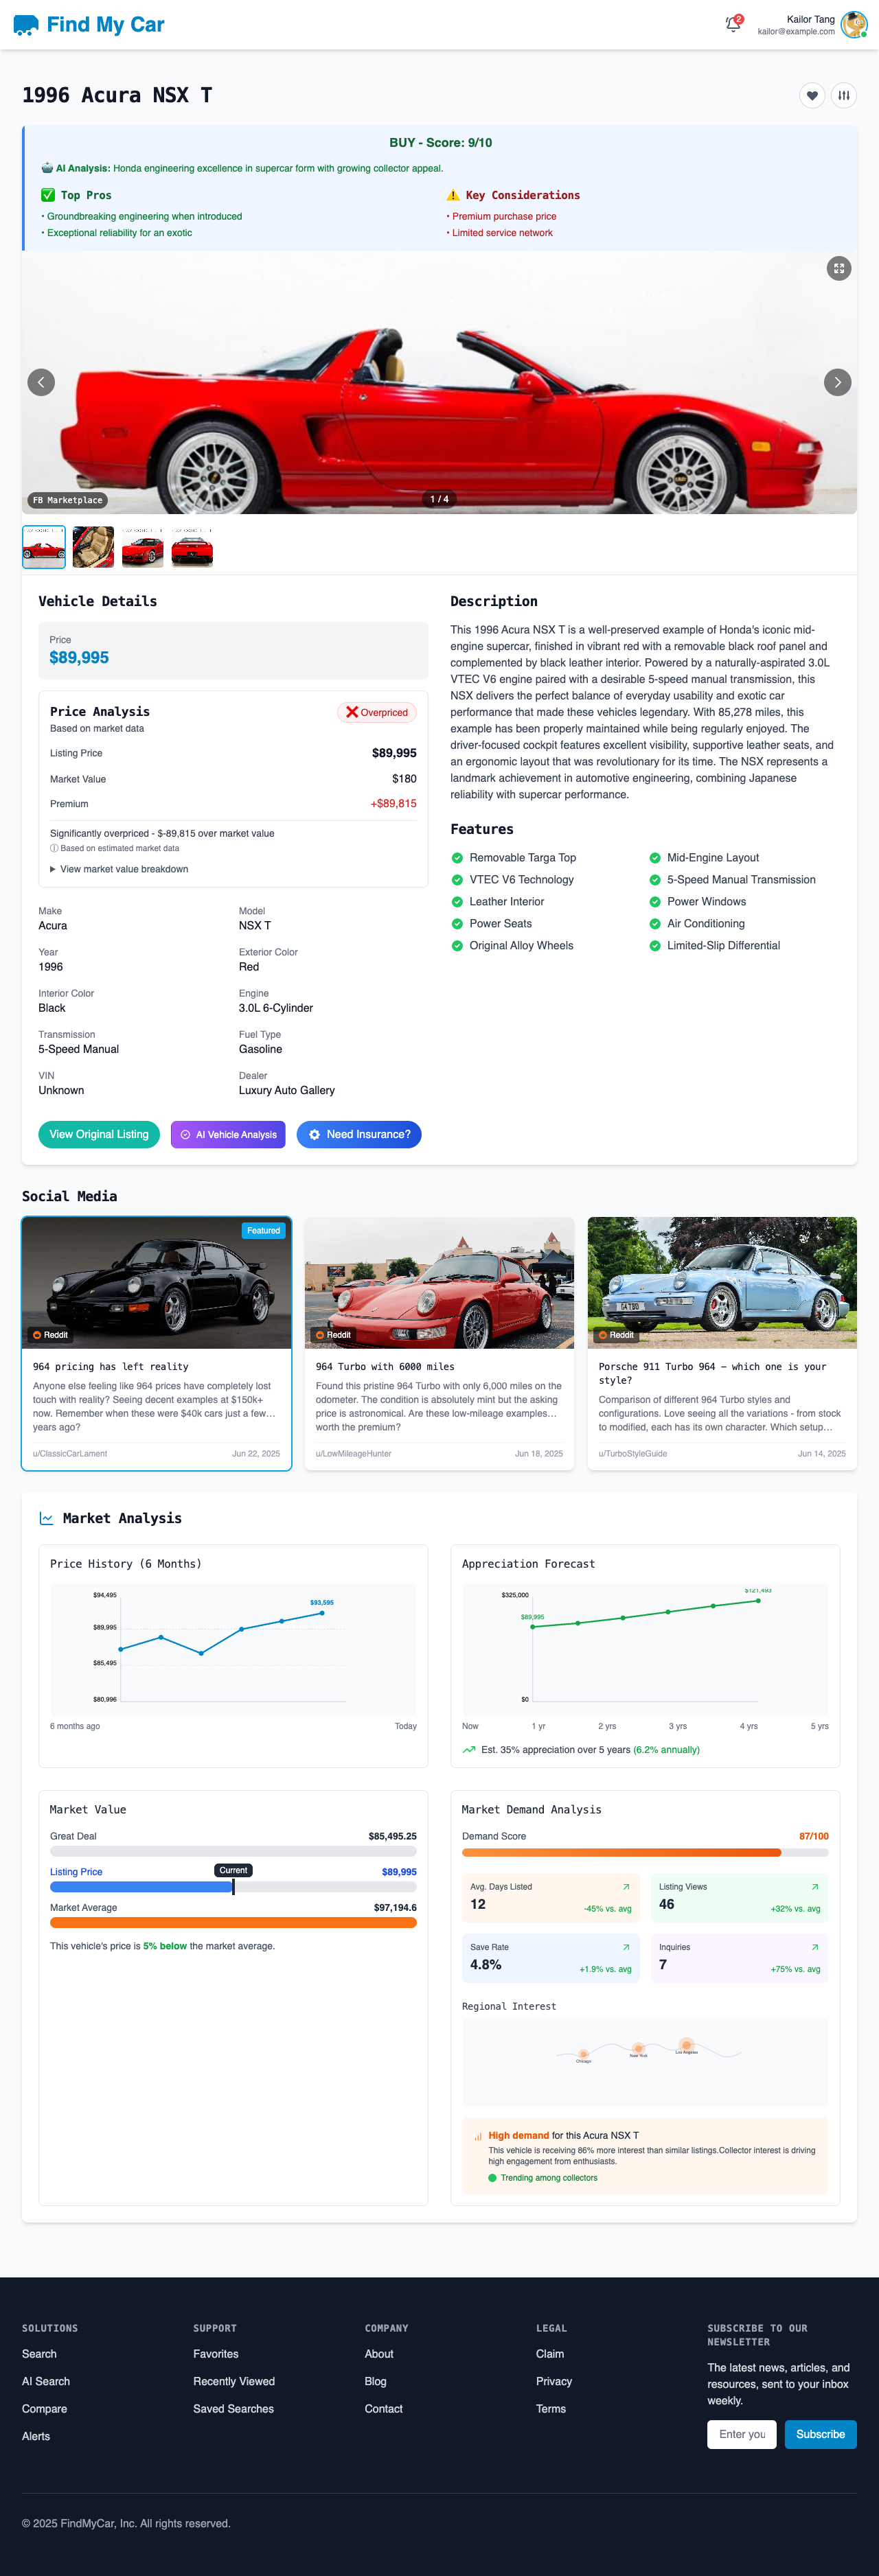 Find My Car
2
Kailor Tang
kailor@example.com
1996 Acura NSX T
BUY - Score: 9/10
AI Analysis: Honda engineering excellence in supercar form with growing collector appeal.
Top Pros
• Groundbreaking engineering when introduced
• Exceptional reliability for an exotic
Key Considerations
• Premium purchase price
• Limited service network
FB Marketplace
1 / 4
Vehicle Details
Price
$89,995
Price Analysis
Overpriced
Based on market data
Listing Price
$89,995
Market Value
$180
Premium
+$89,815
Significantly overpriced - $-89,815 over market value
ⓘ Based on estimated market data
▶ View market value breakdown
Make
Acura
Model
NSX T
Year
1996
Exterior Color
Red
Interior Color
Black
Engine
3.0L 6-Cylinder
Transmission
5-Speed Manual
Fuel Type
Gasoline
VIN
Unknown
Dealer
Luxury Auto Gallery
View Original Listing
AI Vehicle Analysis
Need Insurance?
Description
This 1996 Acura NSX T is a well-preserved example of Honda's iconic mid-
engine supercar, finished in vibrant red with a removable black roof panel and
complemented by black leather interior. Powered by a naturally-aspirated 3.0L
VTEC V6 engine paired with a desirable 5-speed manual transmission, this
NSX delivers the perfect balance of everyday usability and exotic car
performance that made these vehicles legendary. With 85,278 miles, this
example has been properly maintained while being regularly enjoyed. The
driver-focused cockpit features excellent visibility, supportive leather seats, and
an ergonomic layout that was revolutionary for its time. The NSX represents a
landmark achievement in automotive engineering, combining Japanese
reliability with supercar performance.
Features
Removable Targa Top
Mid-Engine Layout
VTEC V6 Technology
5-Speed Manual Transmission
Leather Interior
Power Windows
Power Seats
Air Conditioning
Original Alloy Wheels
Limited-Slip Differential
Social Media
Featured
Reddit
964 pricing has left reality
Anyone else feeling like 964 prices have completely lost
touch with reality? Seeing decent examples at $150k+
now. Remember when these were $40k cars just a few…
years ago?
u/ClassicCarLament
Jun 22, 2025
Reddit
964 Turbo with 6000 miles
Found this pristine 964 Turbo with only 6,000 miles on the
odometer. The condition is absolutely mint but the asking
price is astronomical. Are these low-mileage examples…
worth the premium?
u/LowMileageHunter
Jun 18, 2025
Reddit
Porsche 911 Turbo 964 – which one is your
style?
Comparison of different 964 Turbo styles and
configurations. Love seeing all the variations - from stock
to modified, each has its own character. Which setup…
u/TurboStyleGuide
Jun 14, 2025
Market Analysis
Price History (6 Months)
$94,495
$89,995
$85,495
$80,996
$93,595
6 months ago
Today
Appreciation Forecast
$325,000
$0
$89,995
$121,493
Now
1 yr
2 yrs
3 yrs
4 yrs
5 yrs
Est. 35% appreciation over 5 years (6.2% annually)
Market Value
Great Deal
$85,495.25
Listing Price
Current
$89,995
Market Average
$97,194.6
This vehicle's price is 5% below the market average.
Market Demand Analysis
Demand Score
87/100
Avg. Days Listed
12
-45% vs. avg
Listing Views
46
+32% vs. avg
Save Rate
4.8%
+1.9% vs. avg
Inquiries
7
+75% vs. avg
Regional Interest
Chicago
New York
Los Angeles
High demand for this Acura NSX T
This vehicle is receiving 86% more interest than similar listings.Collector interest is driving
high engagement from enthusiasts.
Trending among collectors
SOLUTIONS
Search
AI Search
Compare
Alerts
SUPPORT
Favorites
Recently Viewed
Saved Searches
COMPANY
About
Blog
Contact
LEGAL
Claim
Privacy
Terms
SUBSCRIBE TO OUR
NEWSLETTER
The latest news, articles, and
resources, sent to your inbox
weekly.
Enter you
Subscribe
© 2025 FindMyCar, Inc. All rights reserved.